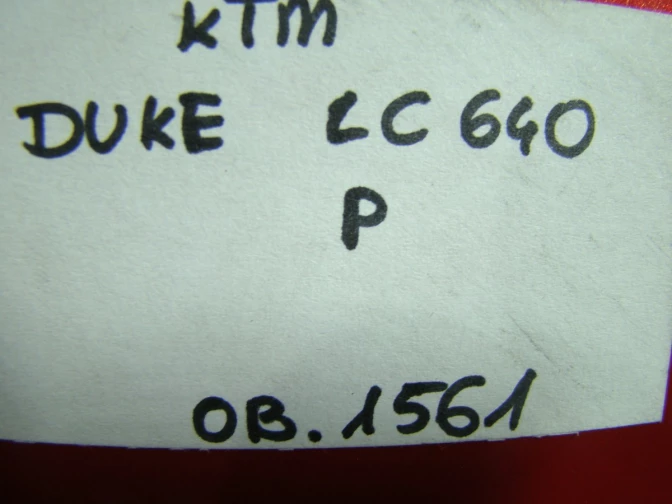 KTM
DUKE LC 640
P
OB. 1561